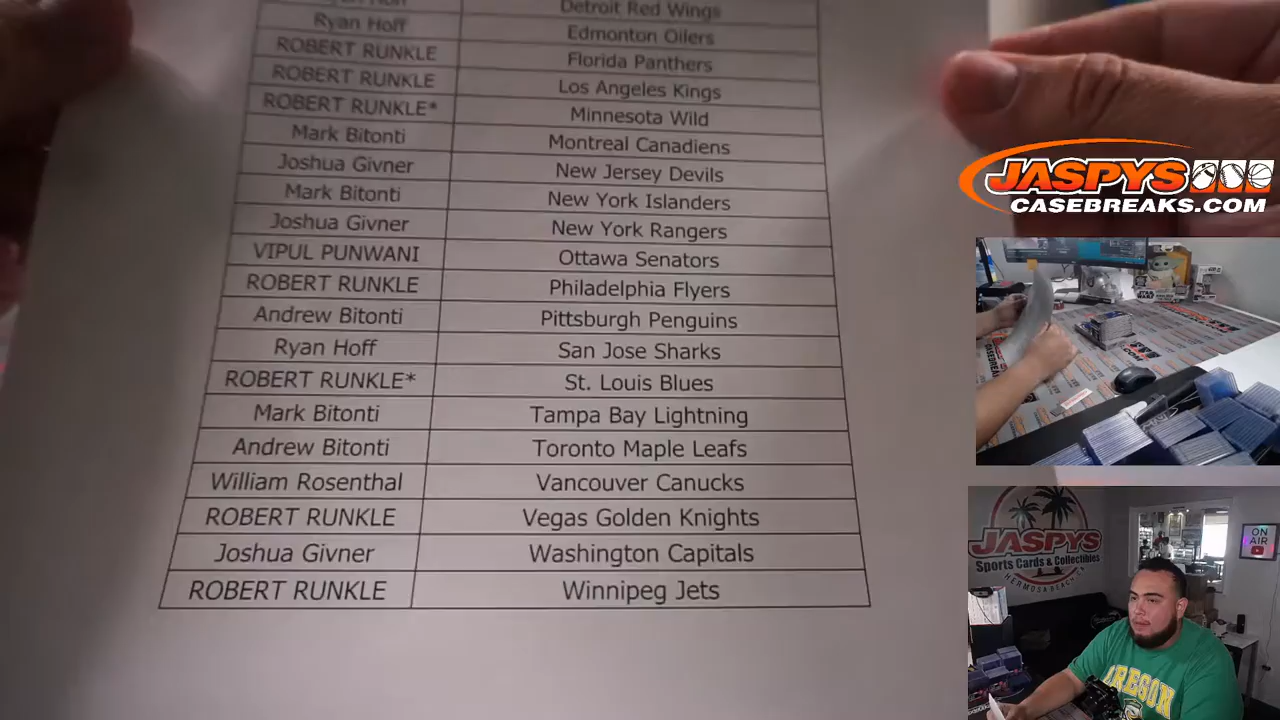 Detroit Red Wings
Ryan Hoff Edmonton Oilers
ROBERT RUNKLE Florida Panthers
ROBERT RUNKLE Los Angeles Kings
ROBERT RUNKLE* Minnesota Wild
Mark Bitonti Montreal Canadiens
Joshua Givner New Jersey Devils
Mark Bitonti New York Islanders
Joshua Givner New York Rangers
VIPUL PUNWANI Ottawa Senators
ROBERT RUNKLE Philadelphia Flyers
Andrew Bitonti Pittsburgh Penguins
Ryan Hoff San Jose Sharks
ROBERT RUNKLE* St. Louis Blues
Mark Bitonti Tampa Bay Lightning
Andrew Bitonti Toronto Maple Leafs
William Rosenthal Vancouver Canucks
ROBERT RUNKLE Vegas Golden Knights
Joshua Givner Washington Capitals
ROBERT RUNKLE Winnipeg Jets
JASPYS
CASEBREAKS.COM
JASPYS
Sports Cards & Collectibles
HERMOSA BEACH, CA
ON
AIR
OREGON